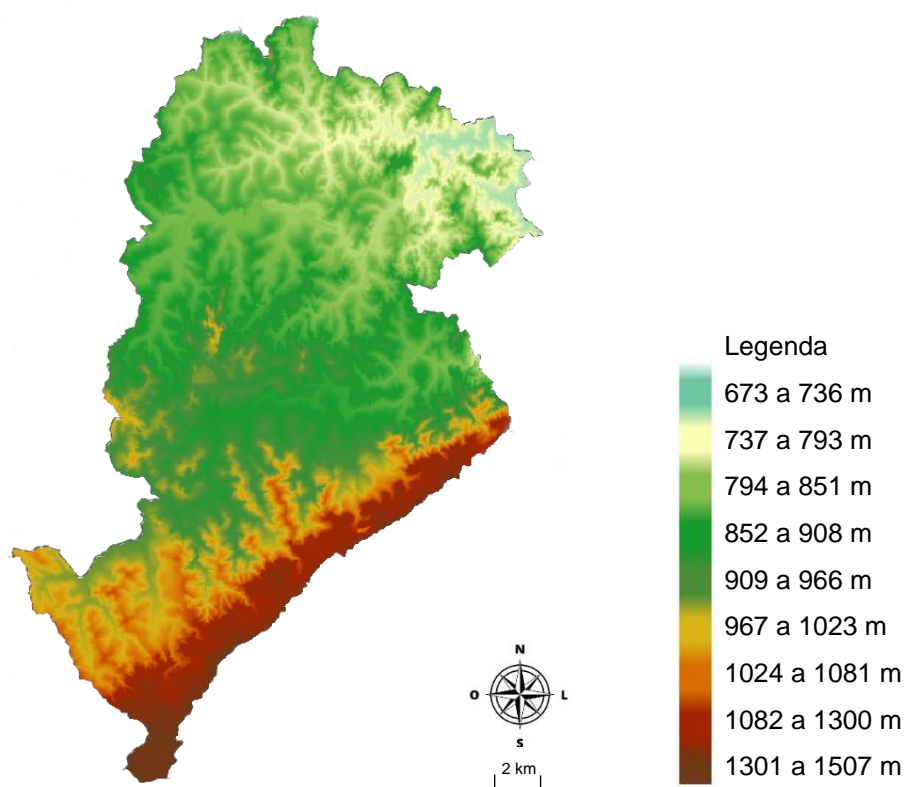 Legenda
673 a 736 m
737 a 793 m
794 a 851 m
852 a 908 m
909 a 966 m
967 a 1023 m
1024 a 1081 m
1082 a 1300 m
1301 a 1507 m
N
O L
S
2 km